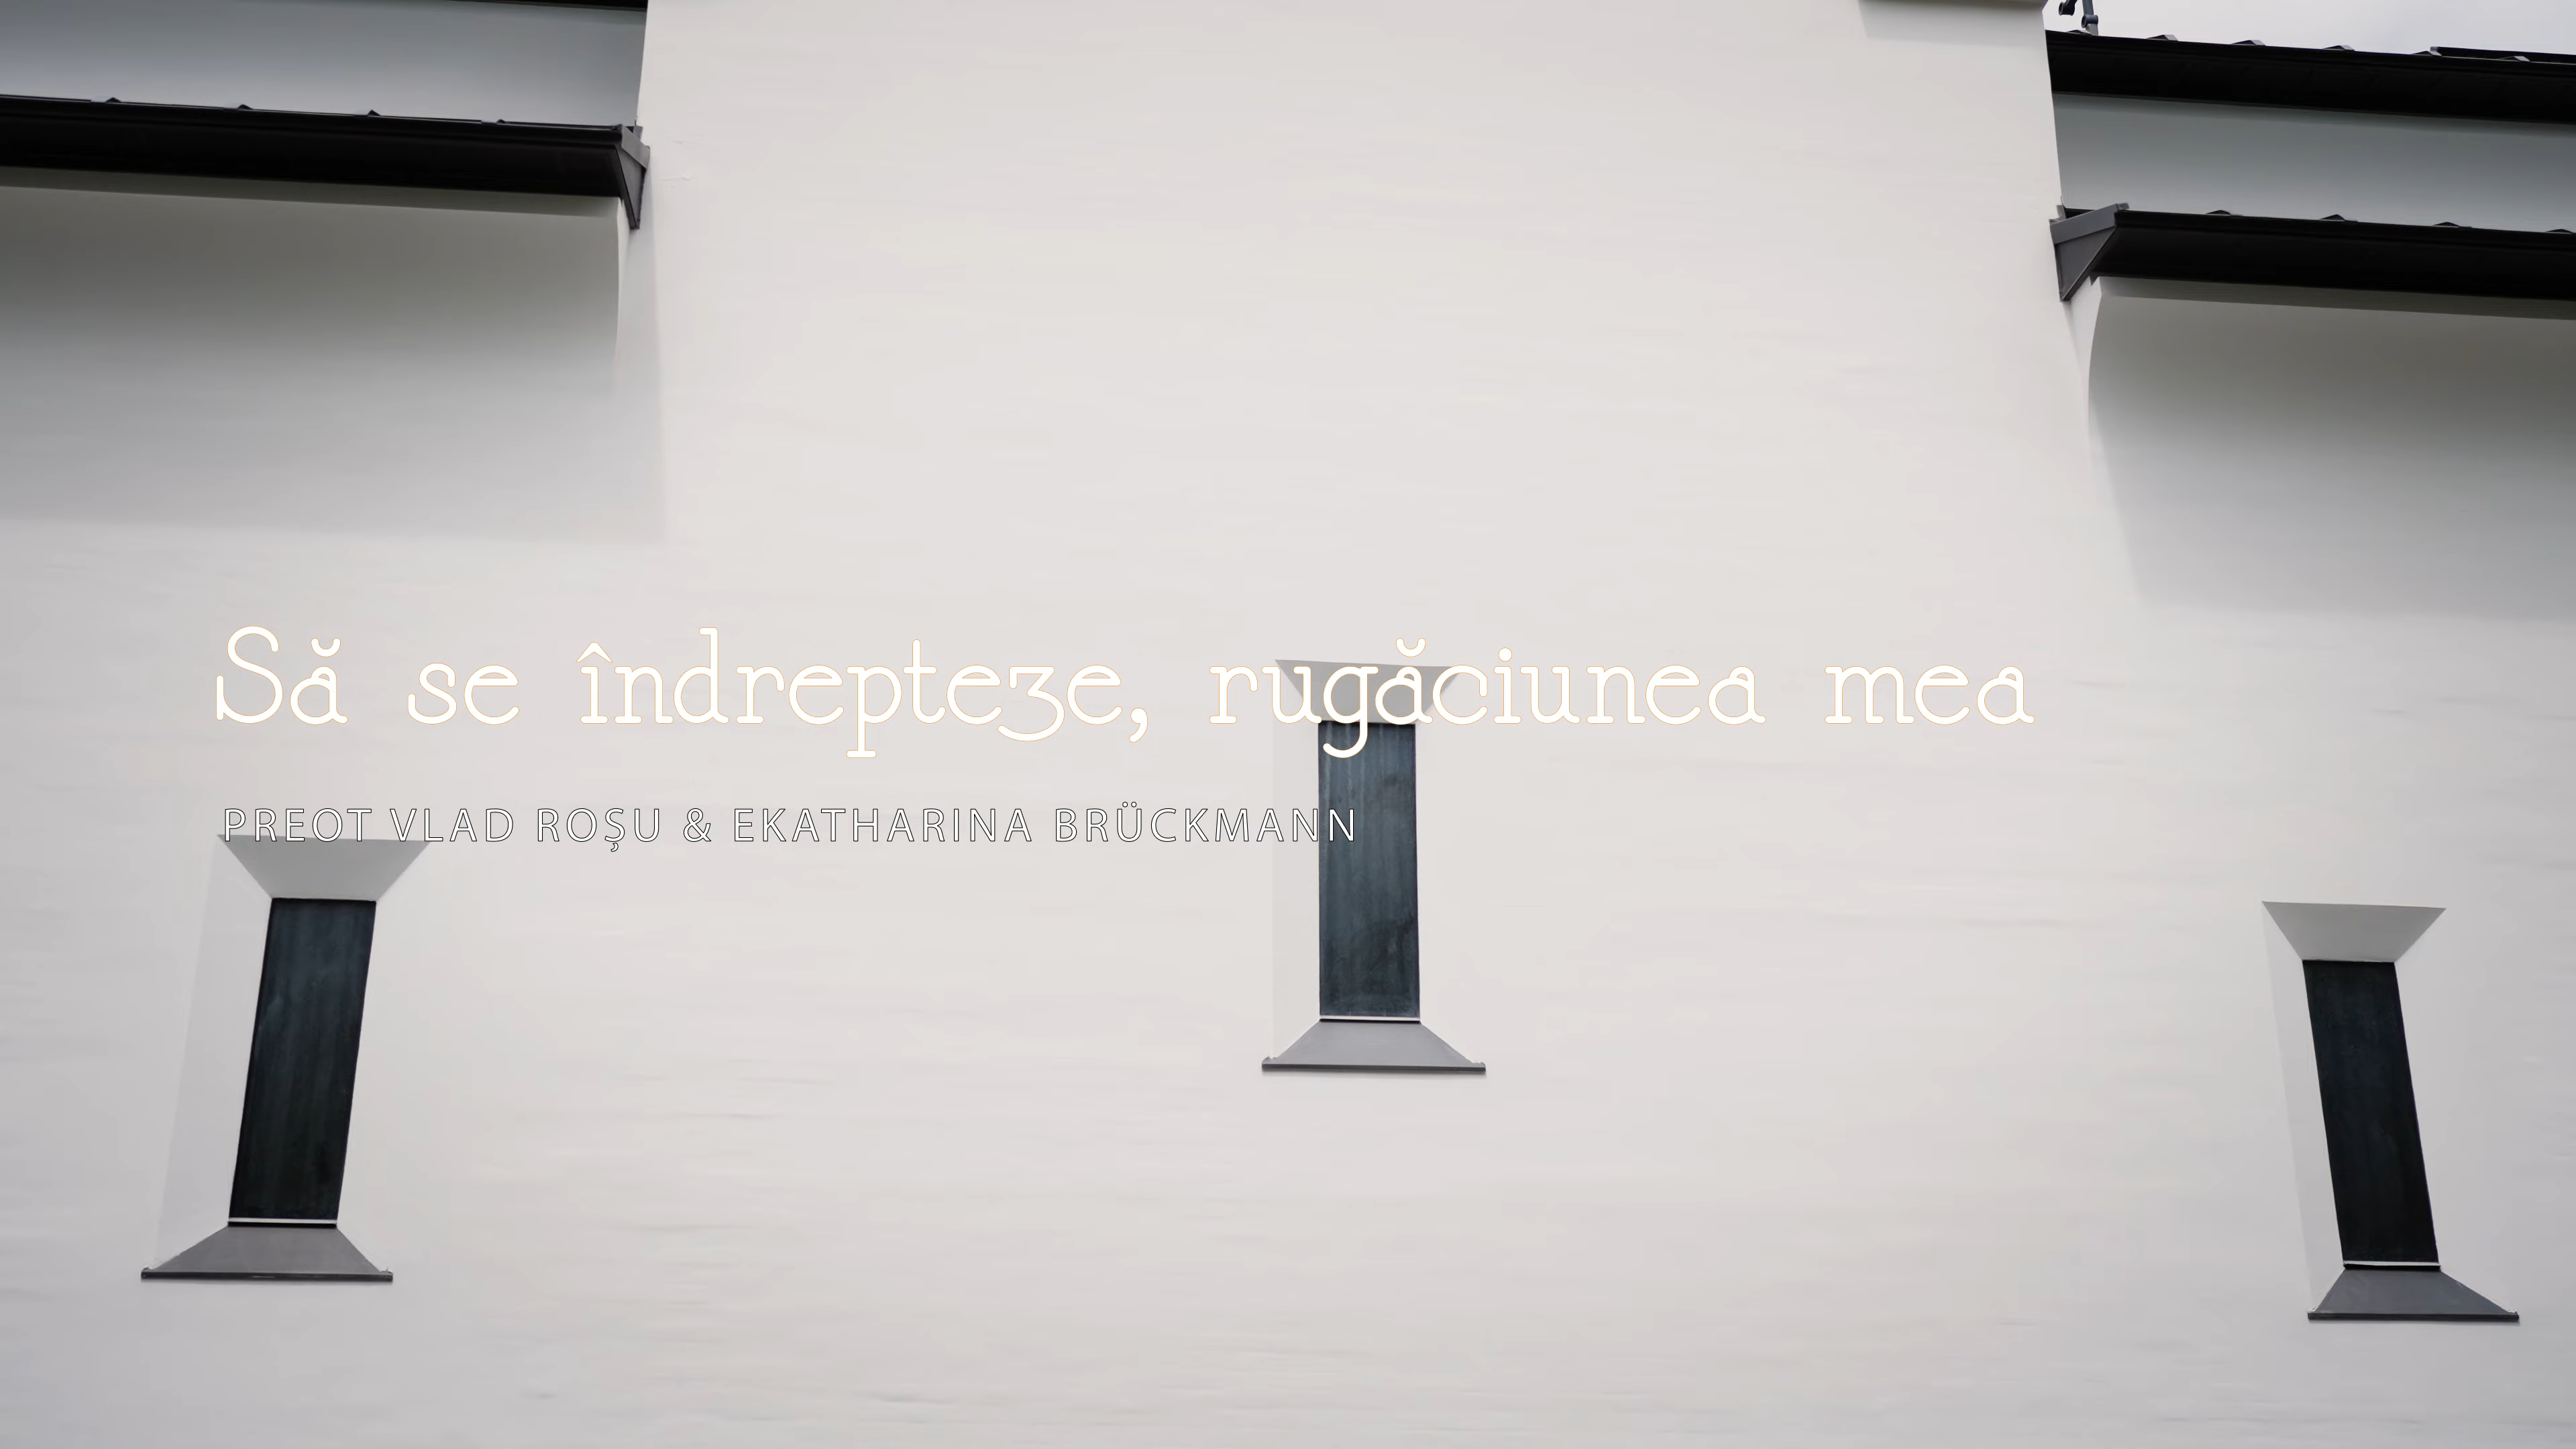 Să se îndrepteze, rugăciunea mea
PREOT VLAD ROȘU & EKATHARINA BRÜCKMANN